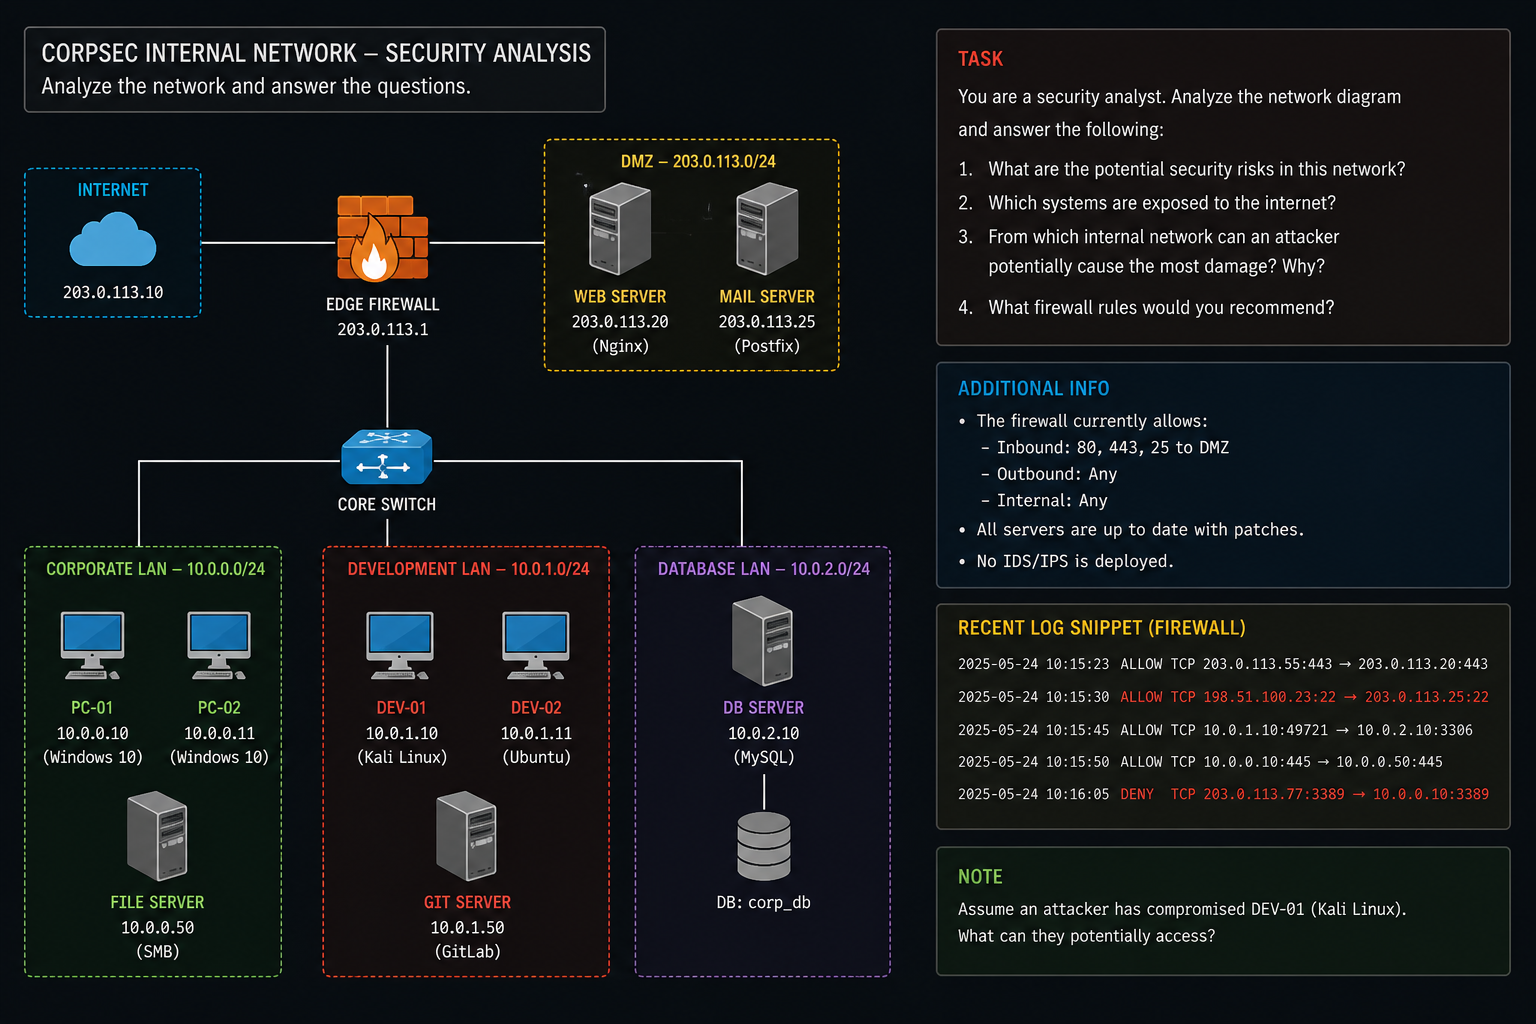 CORPSEC INTERNAL NETWORK – SECURITY ANALYSIS
Analyze the network and answer the questions.
INTERNET
203.0.113.10
EDGE FIREWALL
203.0.113.1
DMZ – 203.0.113.0/24
WEB SERVER
203.0.113.20
(Nginx)
MAIL SERVER
203.0.113.25
(Postfix)
CORE SWITCH
CORPORATE LAN – 10.0.0.0/24
PC-01
10.0.0.10
(Windows 10)
PC-02
10.0.0.11
(Windows 10)
FILE SERVER
10.0.0.50
(SMB)
DEVELOPMENT LAN – 10.0.1.0/24
DEV-01
10.0.1.10
(Kali Linux)
DEV-02
10.0.1.11
(Ubuntu)
GIT SERVER
10.0.1.50
(GitLab)
DATABASE LAN – 10.0.2.0/24
DB SERVER
10.0.2.10
(MySQL)
DB: corp_db
TASK
You are a security analyst. Analyze the network diagram
and answer the following:
1. What are the potential security risks in this network?
2. Which systems are exposed to the internet?
3. From which internal network can an attacker
potentially cause the most damage? Why?
4. What firewall rules would you recommend?
ADDITIONAL INFO
• The firewall currently allows:
– Inbound: 80, 443, 25 to DMZ
– Outbound: Any
– Internal: Any
• All servers are up to date with patches.
• No IDS/IPS is deployed.
RECENT LOG SNIPPET (FIREWALL)
2025-05-24 10:15:23 ALLOW TCP 203.0.113.55:443 → 203.0.113.20:443
2025-05-24 10:15:30 ALLOW TCP 198.51.100.23:22 → 203.0.113.25:22
2025-05-24 10:15:45 ALLOW TCP 10.0.1.10:49721 → 10.0.2.10:3306
2025-05-24 10:15:50 ALLOW TCP 10.0.0.10:445 → 10.0.0.50:445
2025-05-24 10:16:05 DENY TCP 203.0.113.77:3389 → 10.0.0.10:3389
NOTE
Assume an attacker has compromised DEV-01 (Kali Linux).
What can they potentially access?